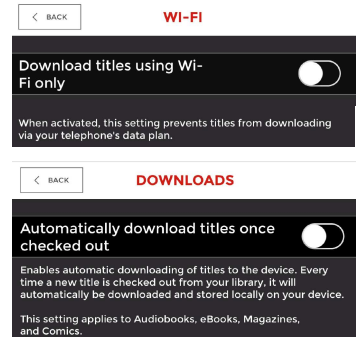 BACK
WI-FI
Download titles using Wi-
Fi only
When activated, this setting prevents titles from downloading
via your telephone's data plan.
BACK
DOWNLOADS
Automatically download titles once
checked out
Enables automatic downloading of titles to the device. Every
time a new title is checked out from your library, it will
automatically be downloaded and stored locally on your device.
This setting applies to Audiobooks, eBooks, Magazines,
and Comics.